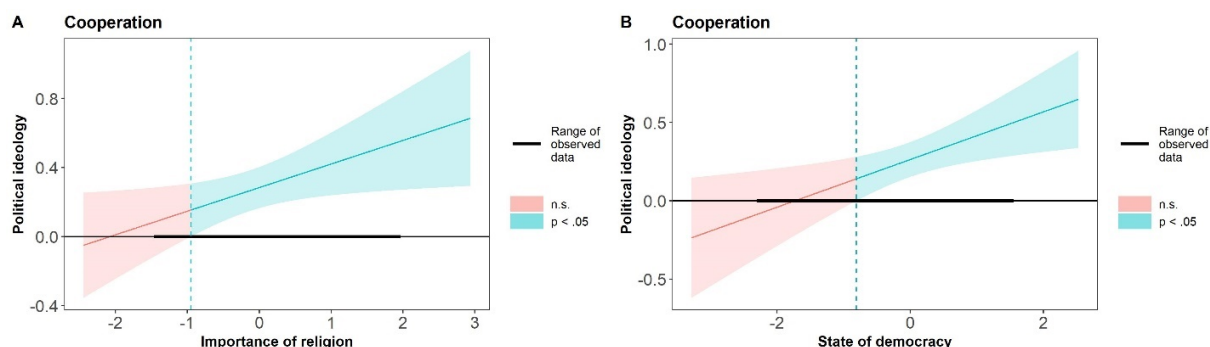 A
Cooperation
Political ideology
0.8
0.4
0.0
-0.4
-2
-1
0
1
2
3
Importance of religion
Range of
observed
data
n.s.
p < .05
B
Cooperation
Political ideology
1.0
0.5
0.0
-0.5
-2
0
2
State of democracy
Range of
observed
data
n.s.
p < .05